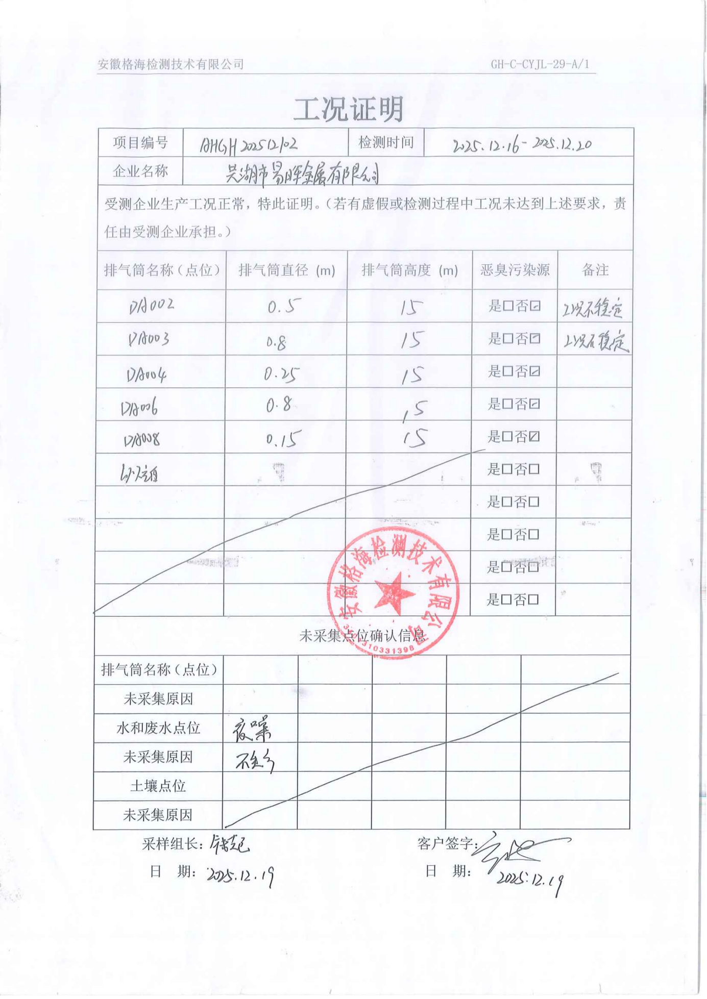 安徽格海检测技术有限公司 GH-C-CYJL-29-A/1
工况证明
项目编号 AHGH20251202 检测时间 2025.12.16-2025.12.20
企业名称 芜湖市易晖金属有限公司
受测企业生产工况正常，特此证明。（若有虚假或检测过程中工况未达到上述要求，责
任由受测企业承担。）
排气筒名称（点位） 排气筒直径 (m) 排气筒高度 (m) 恶臭污染源 备注
DA002 0.5 15 是□否☑ 工况不稳定
DA003 0.8 15 是□否☑ 工况不稳定
DA004 0.25 15 是□否☑
DA006 0.8 15 是□否☑
DA008 0.15 15 是□否☑
是□否□
是□否□
是□否□
是□否□
是□否□
安徽格海检测技术有限公司
未采集点位确认信息
排气筒名称（点位）
未采集原因
水和废水点位 夜噪
未采集原因 不生产
土壤点位
未采集原因
采样组长： 客户签字：
日 期：2025.12.19 日 期：2025.12.19